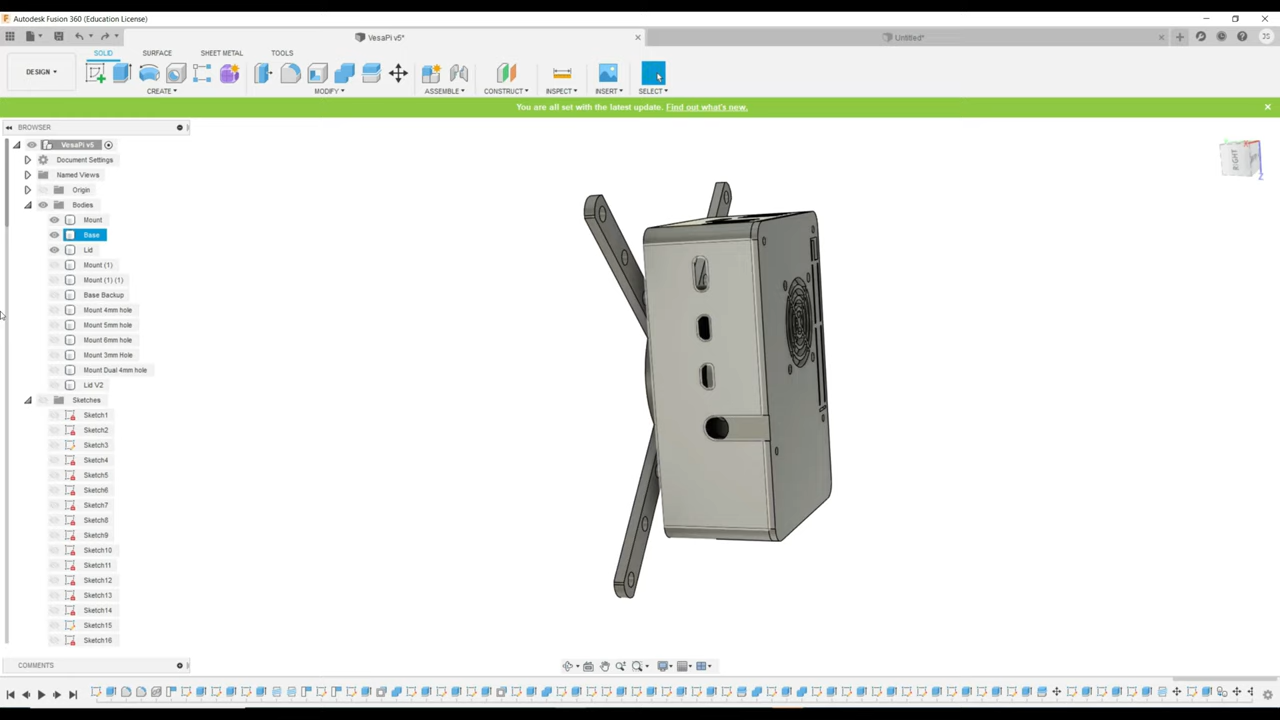 Autodesk Fusion 360 (Education License)
VesaPi v5*
Untitled*
JS
SOLID SURFACE SHEET METAL TOOLS
DESIGN
CREATE MODIFY ASSEMBLE CONSTRUCT INSPECT INSERT SELECT
You are all set with the latest update. Find out what's new.
BROWSER
VesaPi v5
Document Settings
Named Views
Origin
Bodies
Mount
Base
Lid
Mount (1)
Mount (1) (1)
Base Backup
Mount 4mm hole
Mount 5mm hole
Mount 6mm hole
Mount 3mm Hole
Mount Dual 4mm hole
Lid V2
Sketches
Sketch1
Sketch2
Sketch3
Sketch4
Sketch5
Sketch6
Sketch7
Sketch8
Sketch9
Sketch10
Sketch11
Sketch12
Sketch13
Sketch14
Sketch15
Sketch16
RIGHT
Z
COMMENTS